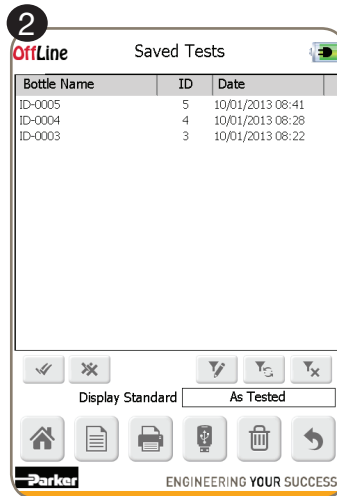 2
OffLine Saved Tests
Bottle Name ID Date
ID-0005 5 10/01/2013 08:41
ID-0004 4 10/01/2013 08:28
ID-0003 3 10/01/2013 08:22
Display Standard As Tested
Parker ENGINEERING YOUR SUCCESS